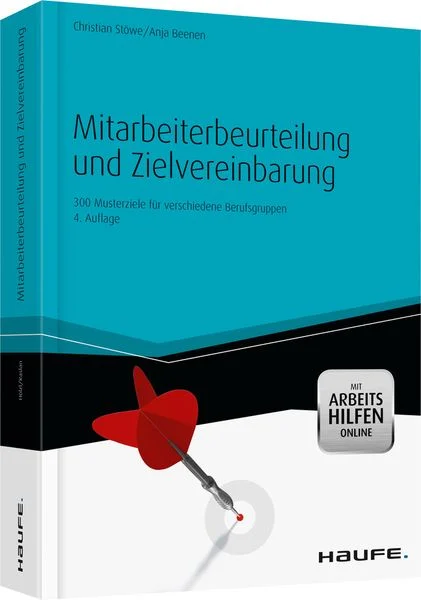 Christian Stöwe/Anja Beenen
Mitarbeiterbeurteilung
und Zielvereinbarung
300 Musterziele für verschiedene Berufsgruppen
4. Auflage
MIT
ARBEITS
HILFEN
ONLINE
HAUFE.
Mitarbeiterbeurteilung und Zielvereinbarung
HAUFE.